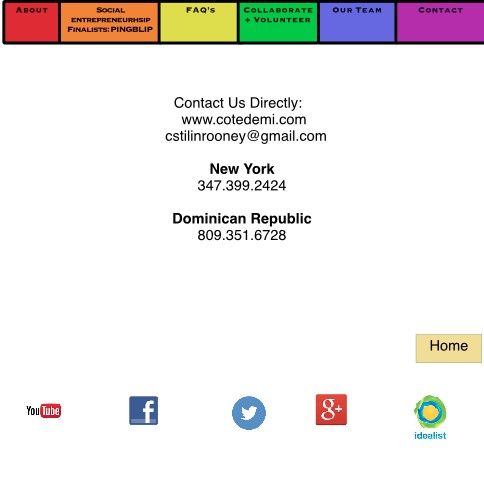 About
Social
entrepreneurhsip
Finalists: PINGBLIP
FAQ's
Collaborate
+ Volunteer
Our Team
Contact
Contact Us Directly:
www.cotedemi.com
cstilinrooney@gmail.com
New York
347.399.2424
Dominican Republic
809.351.6728
Home
YouTube
f
g+
idealist